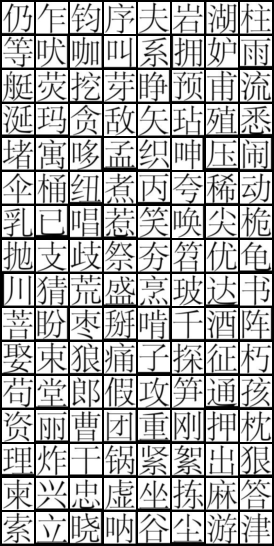 仍乍钧序夫岩湖柱
等吠咖叫系拥妒雨
艇荧挖芽睁预甫流
涎玛贪敌矢玷殖悉
堵寓哆孟织呻压闹
伞桶纽煮丙夸稀动
乳已唱惹笑唤尖桅
抛支歧祭夯笤优龟
川猜荒盛烹玻达书
菩盼枣掰啃千酒阵
娶束狼痛子探征朽
苟堂郎假攻笋通孩
资丽曹团重刚押枕
理炸干锅紧絮出狠
柬兴忠虚坐拣麻答
索立晓呐谷尘游津